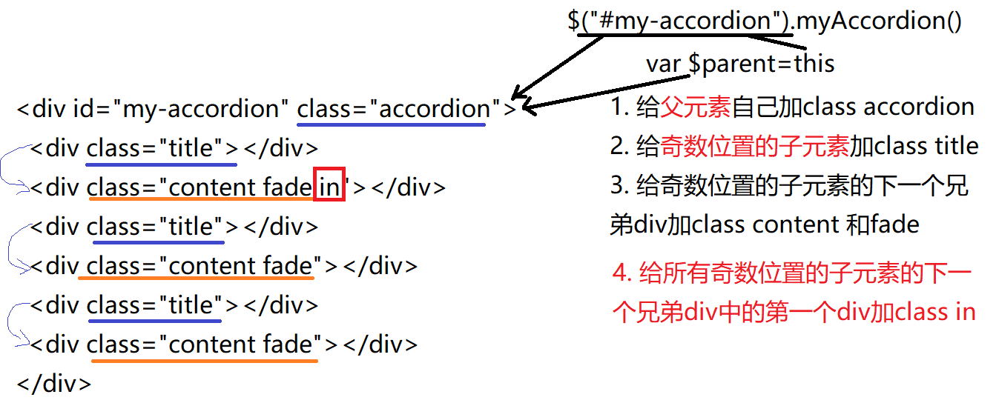 $("#my-accordion").myAccordion()
var $parent=this
<div id="my-accordion" class="accordion">
<div class="title"></div>
<div class="content fade in"></div>
<div class="title"></div>
<div class="content fade"></div>
<div class="title"></div>
<div class="content fade"></div>
</div>
1. 给父元素自己加class accordion
2. 给奇数位置的子元素加class title
3. 给奇数位置的子元素的下一个兄
弟div加class content 和fade
4. 给所有奇数位置的子元素的下一
个兄弟div中的第一个div加class in